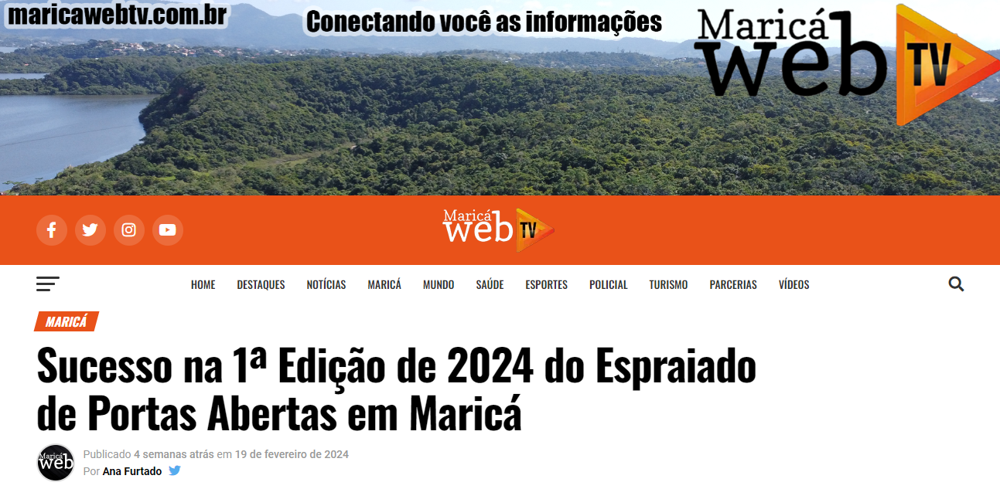 maricawebtv.com.br
Conectando você as informações
Maricá
web TV
Maricá
web TV
HOME DESTAQUES NOTÍCIAS MARICÁ MUNDO SAÚDE ESPORTES POLICIAL TURISMO PARCERIAS VÍDEOS
MARICÁ
Sucesso na 1ª Edição de 2024 do Espraiado
de Portas Abertas em Maricá
Maricá
web
Publicado 4 semanas atrás em 19 de fevereiro de 2024
Por Ana Furtado